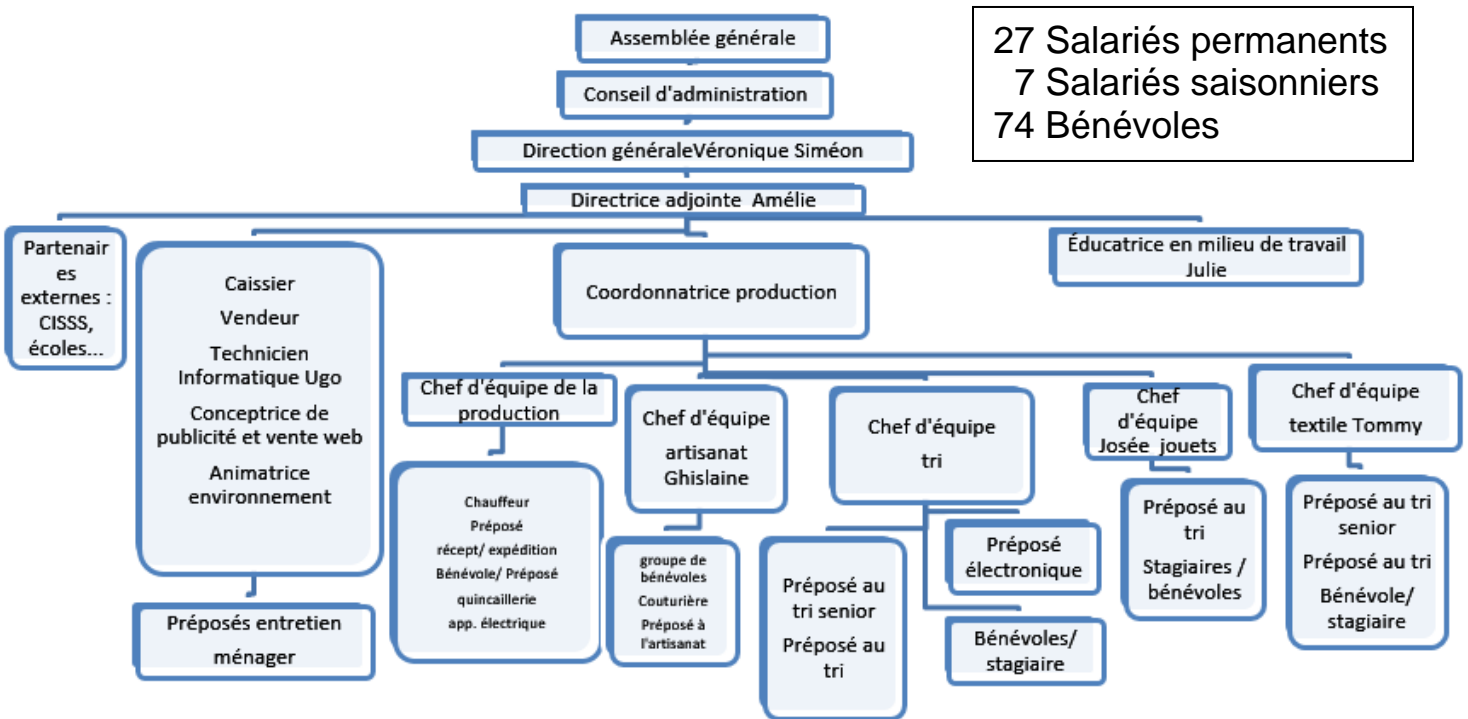 27 Salariés permanents
7 Salariés saisonniers
74 Bénévoles
Assemblée générale
Conseil d'administration
Direction généraleVéronique Siméon
Directrice adjointe Amélie
Partenair
es
externes :
CISSS,
écoles...
Caissier
Vendeur
Technicien
Informatique Ugo
Conceptrice de
publicité et vente web
Animatrice
environnement
Préposés entretien
ménager
Coordonnatrice production
Éducatrice en milieu de travail
Julie
Chef d'équipe de la
production
Chauffeur
Préposé
récept/ expédition
Bénévole/ Préposé
quincaillerie
app. électrique
Chef d'équipe
artisanat
Ghislaine
groupe de
bénévoles
Couturière
Préposé à
l'artisanat
Chef d'équipe
tri
Préposé au
tri senior
Préposé au
tri
Préposé
électronique
Bénévoles/
stagiaire
Chef
d'équipe
Josée jouets
Préposé au
tri
Stagiaires /
bénévoles
Chef d'équipe
textile Tommy
Préposé au tri
senior
Préposé au tri
Bénévole/
stagiaire